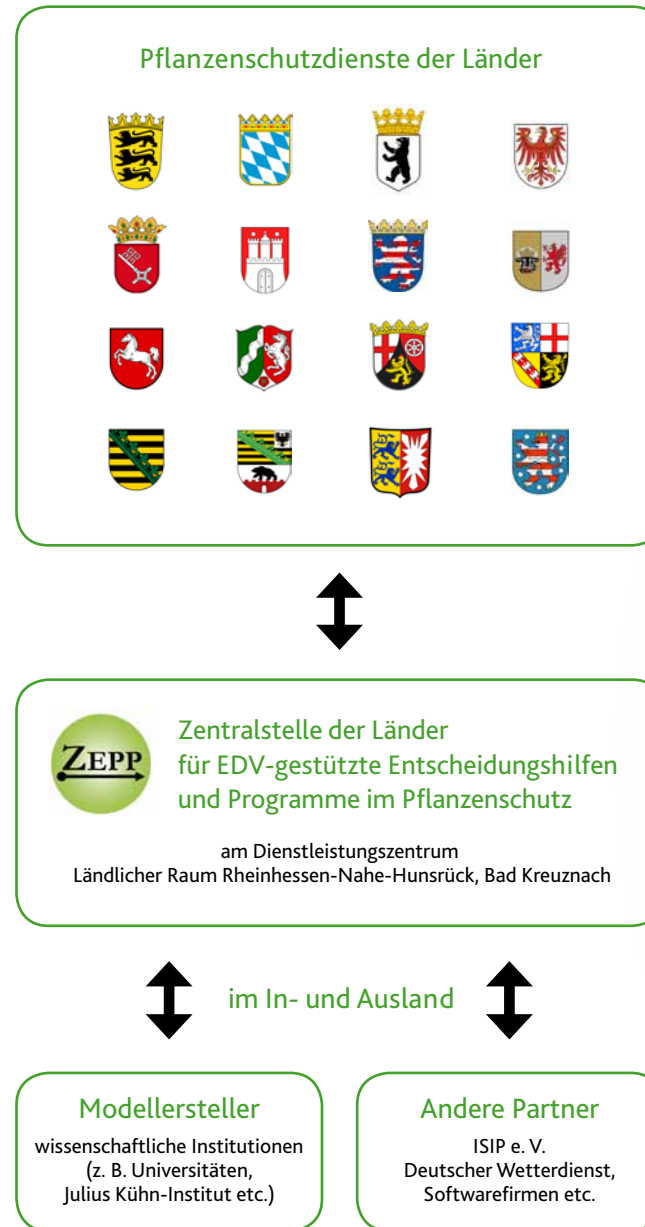 Pflanzenschutzdienste der Länder
ZEPP
Zentralstelle der Länder
für EDV-gestützte Entscheidungshilfen
und Programme im Pflanzenschutz
am Dienstleistungszentrum
Ländlicher Raum Rheinhessen-Nahe-Hunsrück, Bad Kreuznach
im In- und Ausland
Modellersteller
wissenschaftliche Institutionen
(z. B. Universitäten,
Julius Kühn-Institut etc.)
Andere Partner
ISIP e. V.
Deutscher Wetterdienst,
Softwarefirmen etc.